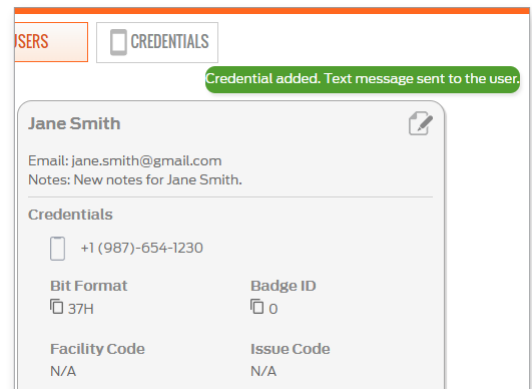 USERS CREDENTIALS
Credential added. Text message sent to the user.
Jane Smith
Email: jane.smith@gmail.com
Notes: New notes for Jane Smith.
Credentials
+1 (987)-654-1230
Bit Format Badge ID
37H 0
Facility Code Issue Code
N/A N/A